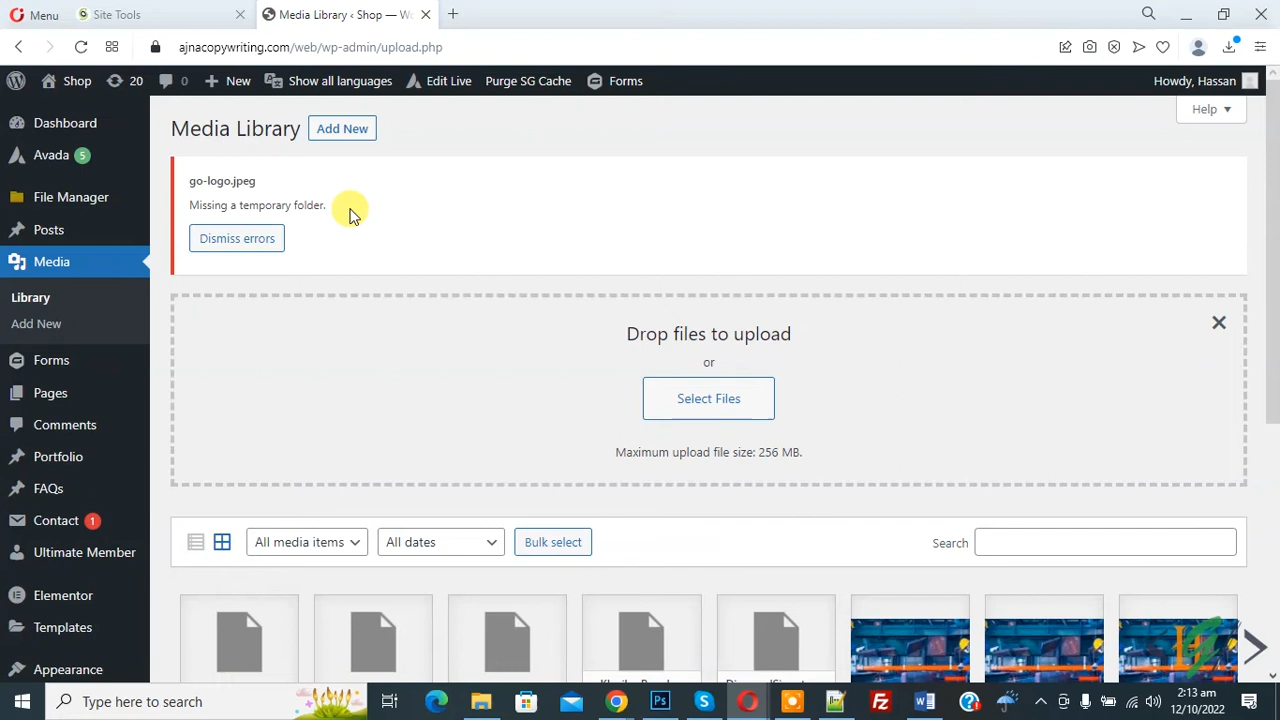 Menu
Site Tools
Media Library ‹ Shop — Wo
ajnacopywriting.com/web/wp-admin/upload.php
Shop
20
0
New
Show all languages
Edit Live
Purge SG Cache
Forms
Howdy, Hassan
Dashboard
Avada 5
File Manager
Posts
Media
Library
Add New
Forms
Pages
Comments
Portfolio
FAQs
Contact 1
Ultimate Member
Elementor
Templates
Appearance
Help
Media Library
Add New
go-logo.jpeg
Missing a temporary folder.
Dismiss errors
Drop files to upload
or
Select Files
Maximum upload file size: 256 MB.
All media items
All dates
Bulk select
Search
Type here to search
2:13 am
12/10/2022